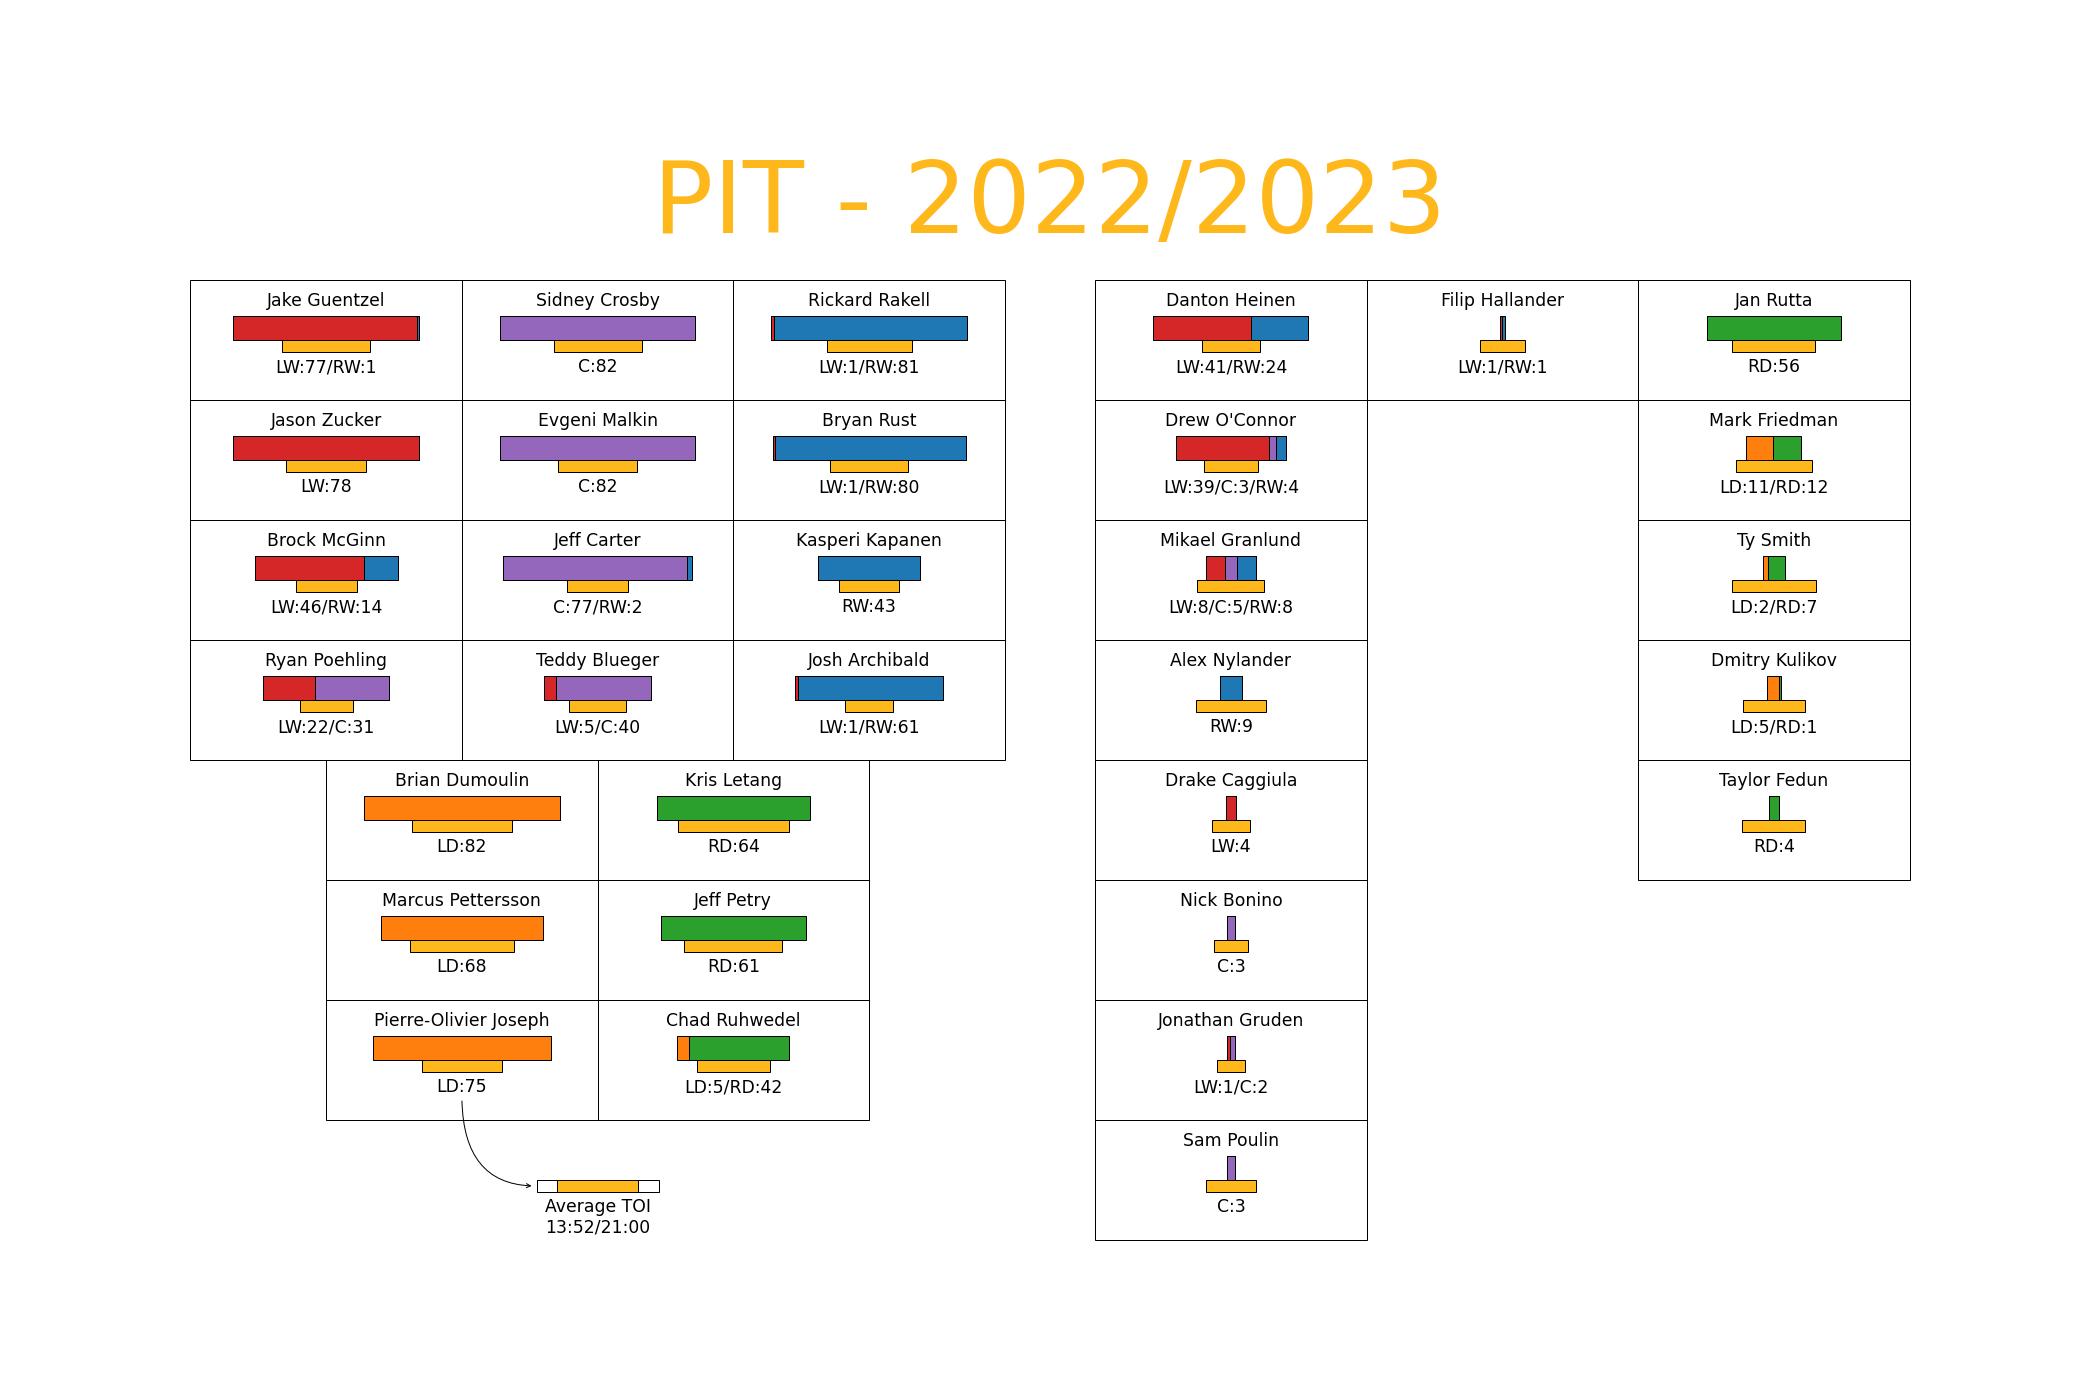 PIT - 2022/2023
Jake Guentzel
LW:77/RW:1
Sidney Crosby
C:82
Rickard Rakell
LW:1/RW:81
Jason Zucker
LW:78
Evgeni Malkin
C:82
Bryan Rust
LW:1/RW:80
Brock McGinn
LW:46/RW:14
Jeff Carter
C:77/RW:2
Kasperi Kapanen
RW:43
Ryan Poehling
LW:22/C:31
Teddy Blueger
LW:5/C:40
Josh Archibald
LW:1/RW:61
Brian Dumoulin
LD:82
Kris Letang
RD:64
Marcus Pettersson
LD:68
Jeff Petry
RD:61
Pierre-Olivier Joseph
LD:75
Chad Ruhwedel
LD:5/RD:42
Average TOI
13:52/21:00
Danton Heinen
LW:41/RW:24
Filip Hallander
LW:1/RW:1
Jan Rutta
RD:56
Drew O'Connor
LW:39/C:3/RW:4
Mark Friedman
LD:11/RD:12
Mikael Granlund
LW:8/C:5/RW:8
Ty Smith
LD:2/RD:7
Alex Nylander
RW:9
Dmitry Kulikov
LD:5/RD:1
Drake Caggiula
LW:4
Taylor Fedun
RD:4
Nick Bonino
C:3
Jonathan Gruden
LW:1/C:2
Sam Poulin
C:3